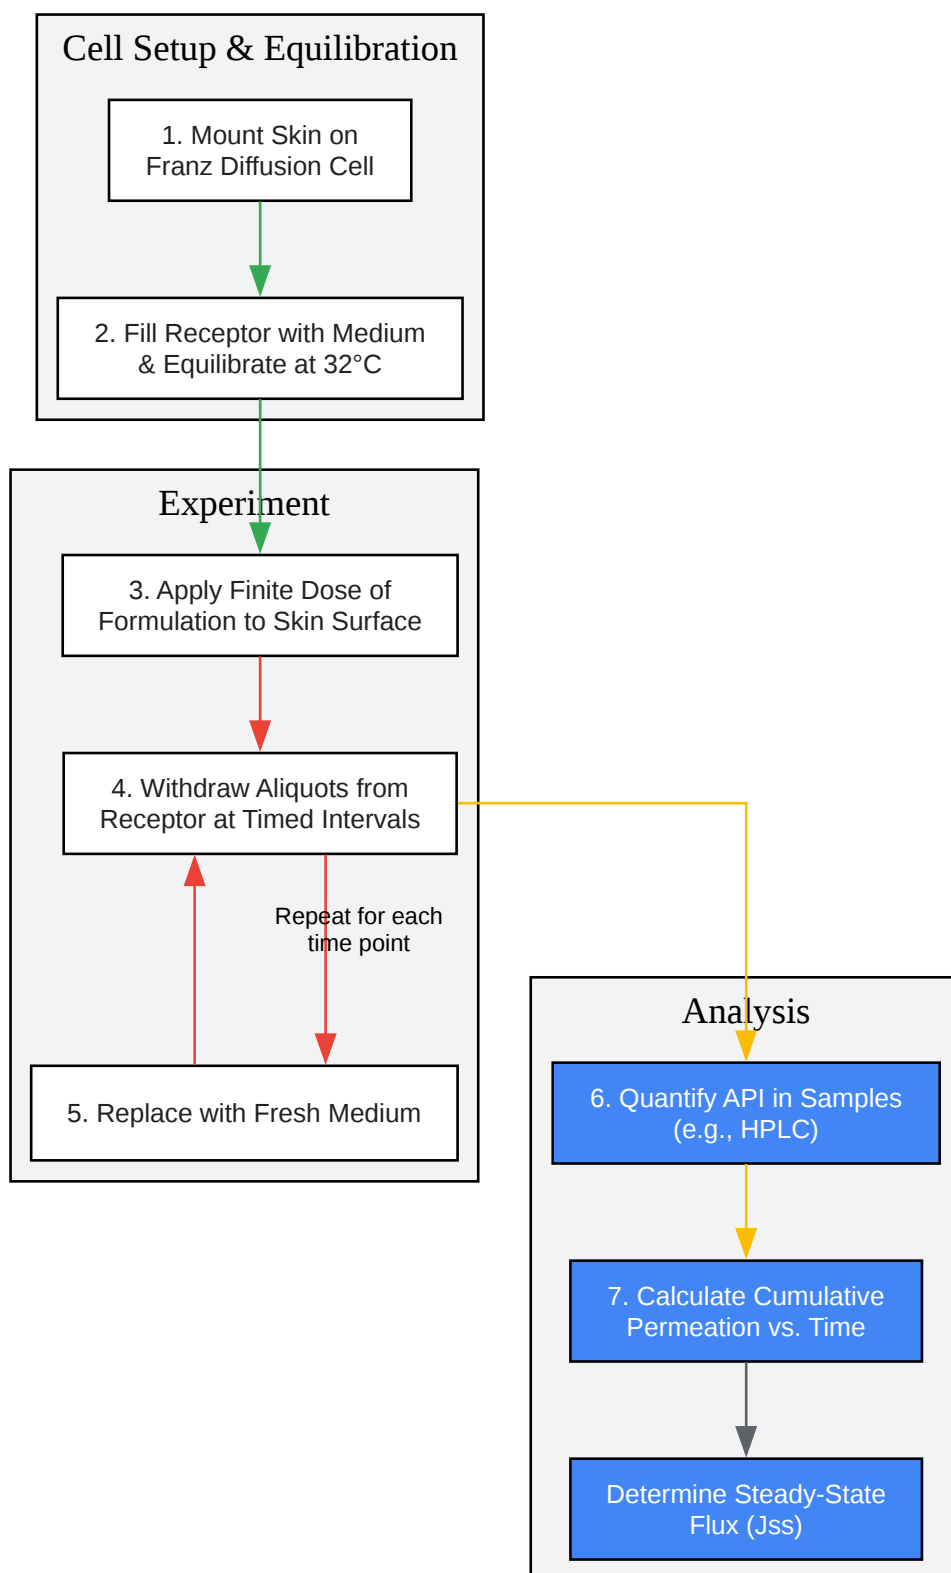 Cell Setup & Equilibration
1. Mount Skin on
Franz Diffusion Cell
2. Fill Receptor with Medium
& Equilibrate at 32°C
Experiment
3. Apply Finite Dose of
Formulation to Skin Surface
4. Withdraw Aliquots from
Receptor at Timed Intervals
Repeat for each
time point
5. Replace with Fresh Medium
Analysis
6. Quantify API in Samples
(e.g., HPLC)
7. Calculate Cumulative
Permeation vs. Time
Determine Steady-State
Flux (Jss)